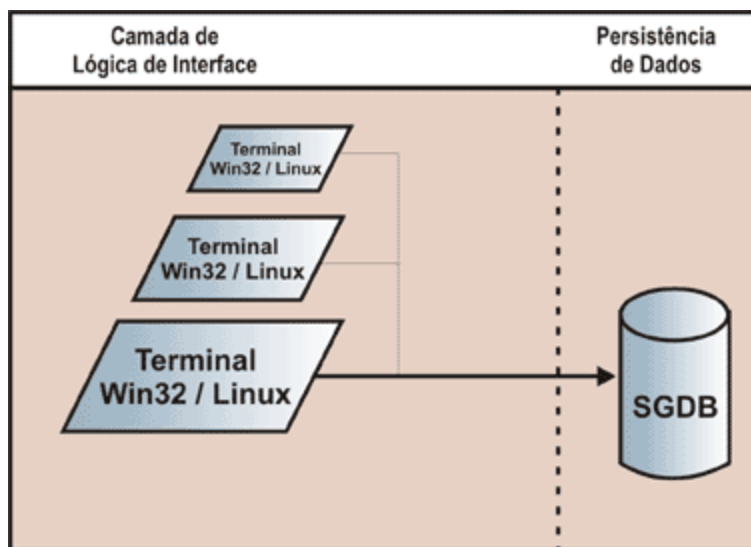 Camada de
Lógica de Interface
Persistência
de Dados
Terminal
Win32 / Linux
Terminal
Win32 / Linux
Terminal
Win32 / Linux
SGDB